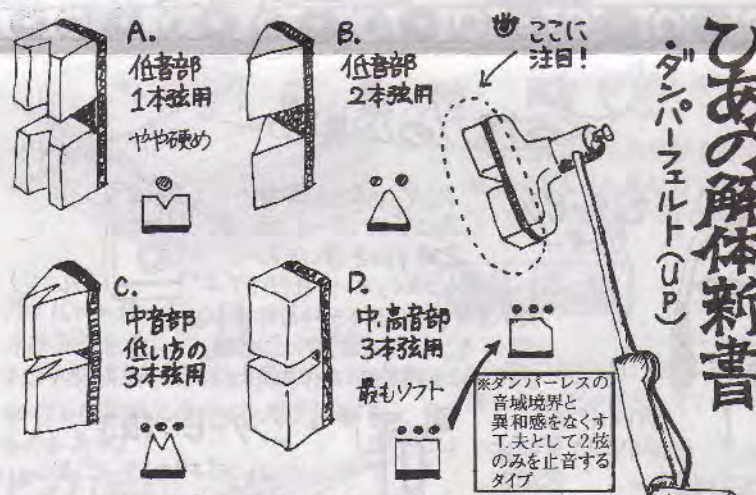 ぴあの解体新書
・ダンパーフェルト(UP)
ここに
注目!
A.
低音部
1本弦用
やや硬め
B.
低音部
2本弦用
C.
中音部
低い方の
3本弦用
D.
中.高音部
3本弦用
最もソフト
※ダンパーレスの
音域境界と
異和感をなくす
工夫として2弦
のみを止音する
タイプ